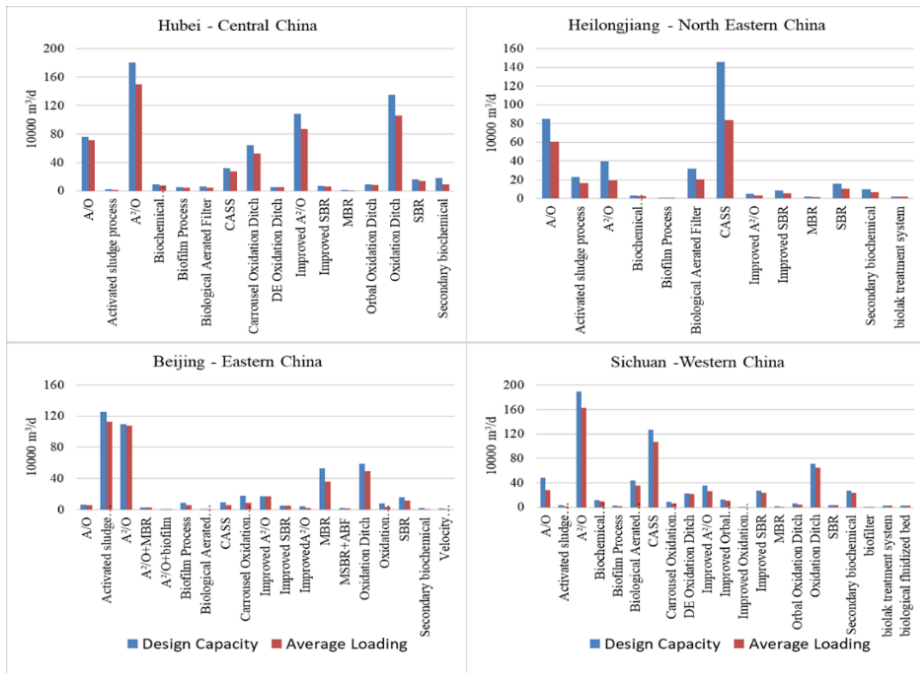 Hubei - Central China
10000 m³/d
200
160
120
80
40
0
A/O
Activated sludge process
A²/O
Biochemical…
Biofilm Process
Biological Aerated Filter
CASS
Carrousel Oxidation Ditch
DE Oxidation Ditch
Improved A²/O
Improved SBR
MBR
Orbal Oxidation Ditch
Oxidation Ditch
SBR
Secondary biochemical
Heilongjiang - North Eastern China
10000 m³/d
160
140
120
100
80
60
40
20
0
A/O
Activated sludge process
A²/O
Biochemical…
Biofilm Process
Biological Aerated Filter
CASS
Improved A²/O
Improved SBR
MBR
SBR
Secondary biochemical
biolak treatment system
Beijing - Eastern China
10000 m³/d
160
120
80
40
0
A/O
Activated sludge…
A²/O
A²/O+MBR
A²/O+biofilm
Biofilm Process
Biological Aerated…
CASS
Carrousel Oxidation…
Improved A²/O
Improved SBR
ImprovedA²/O
MBR
MSBR+ABF
Oxidation Ditch
Oxidation…
SBR
Secondary biochemical
Velocity…
Design Capacity
Average Loading
Sichuan -Western China
10000 m³/d
200
160
120
80
40
0
A/O
Activated sludge…
A²/O
Biochemical…
Biofilm Process
Biological Aerated…
CASS
Carrousel Oxidation…
DE Oxidation Ditch
Improved A²/O
Improved Orbal…
Improved Oxidation…
Improved SBR
MBR
Orbal Oxidation Ditch
Oxidation Ditch
SBR
Secondary biochemical
biofilter
biolak treatment system
biological fluidized bed
Design Capacity
Average Loading